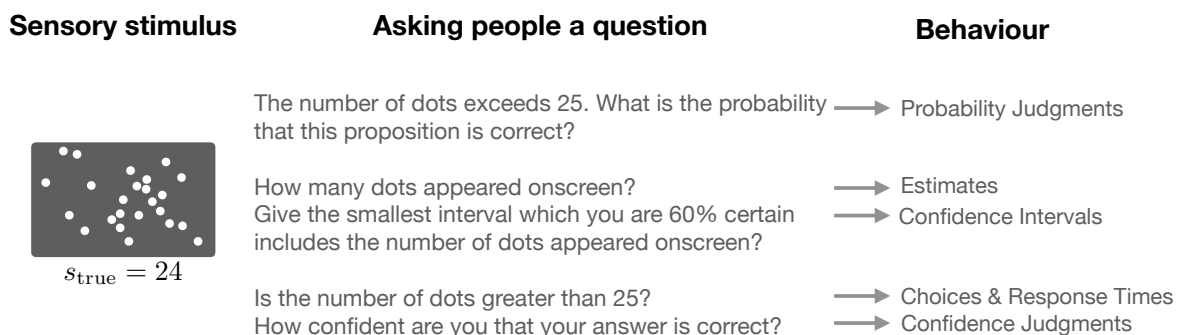 Sensory stimulus
Asking people a question
Behaviour
The number of dots exceeds 25. What is the probability
that this proposition is correct?
Probability Judgments
How many dots appeared onscreen?
Estimates
Give the smallest interval which you are 60% certain
includes the number of dots appeared onscreen?
Confidence Intervals
s_true = 24
Is the number of dots greater than 25?
Choices & Response Times
How confident are you that your answer is correct?
Confidence Judgments